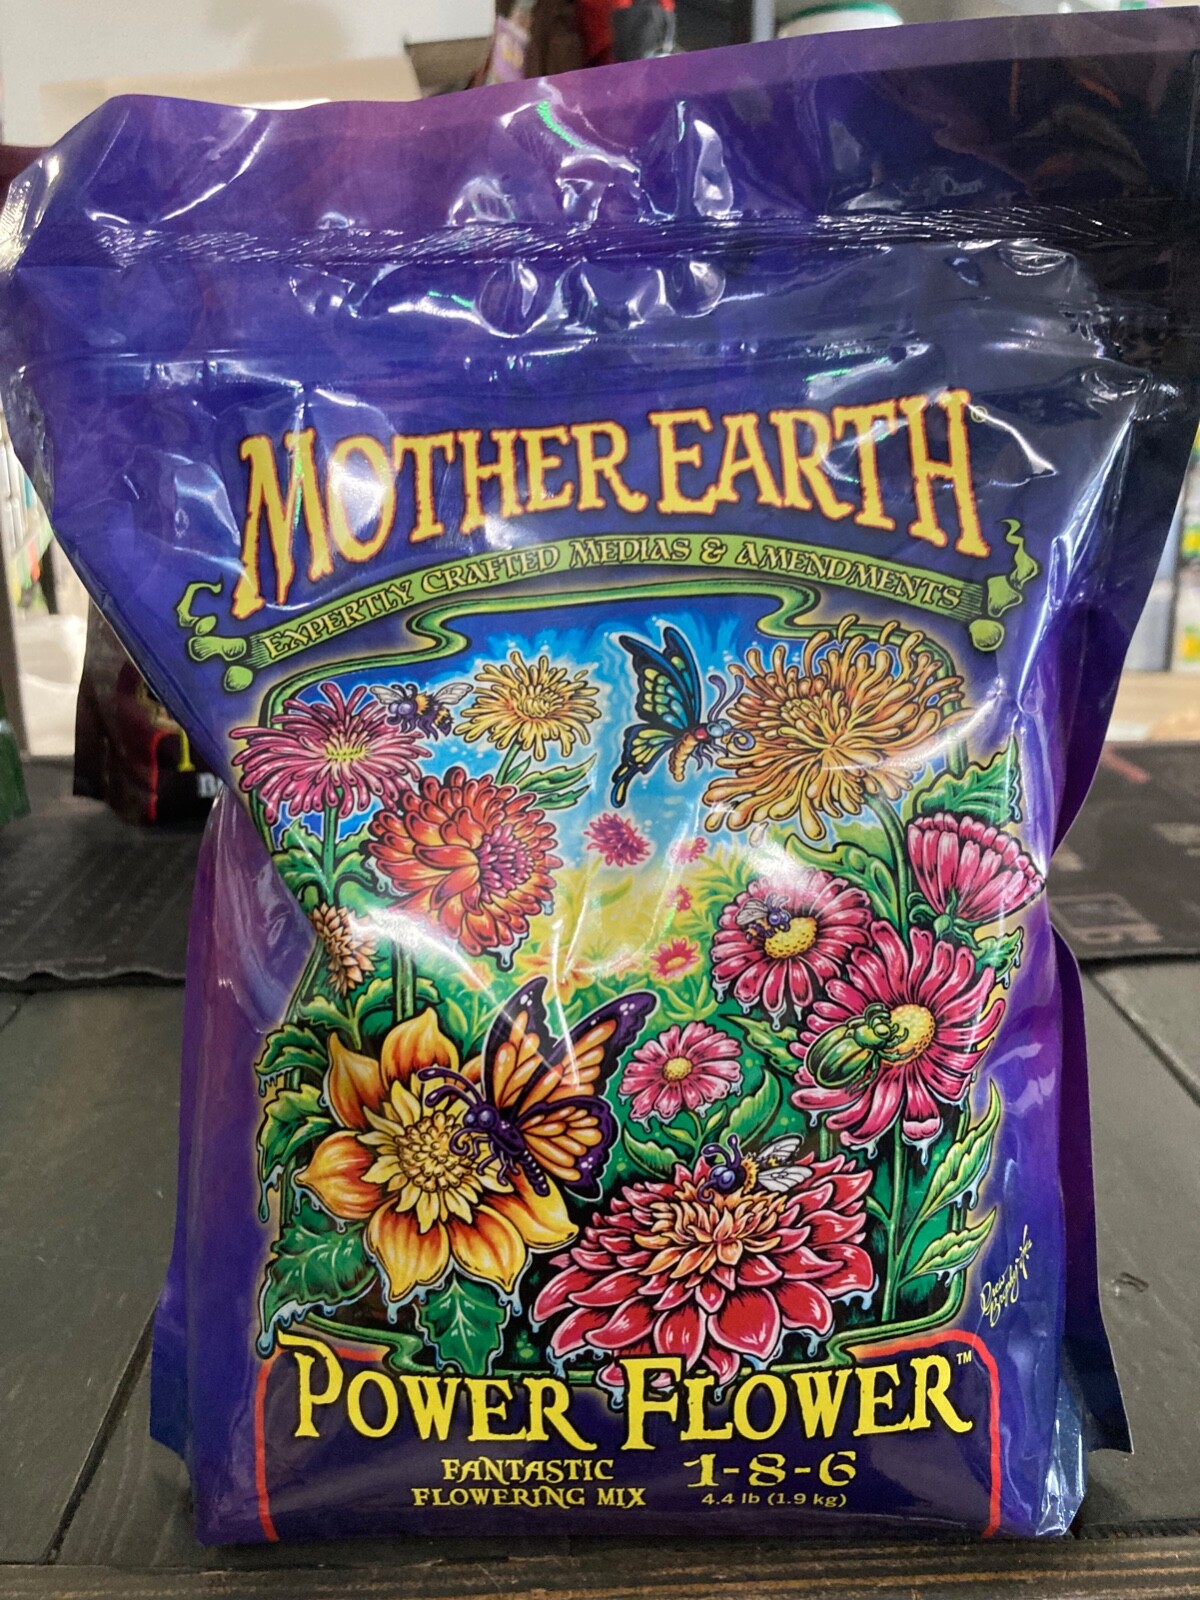 MOTHER EARTH®
EXPERTLY CRAFTED MEDIAS & AMENDMENTS
POWER FLOWER™
FANTASTIC
FLOWERING MIX
1-8-6
4.4 lb (1.9 kg)